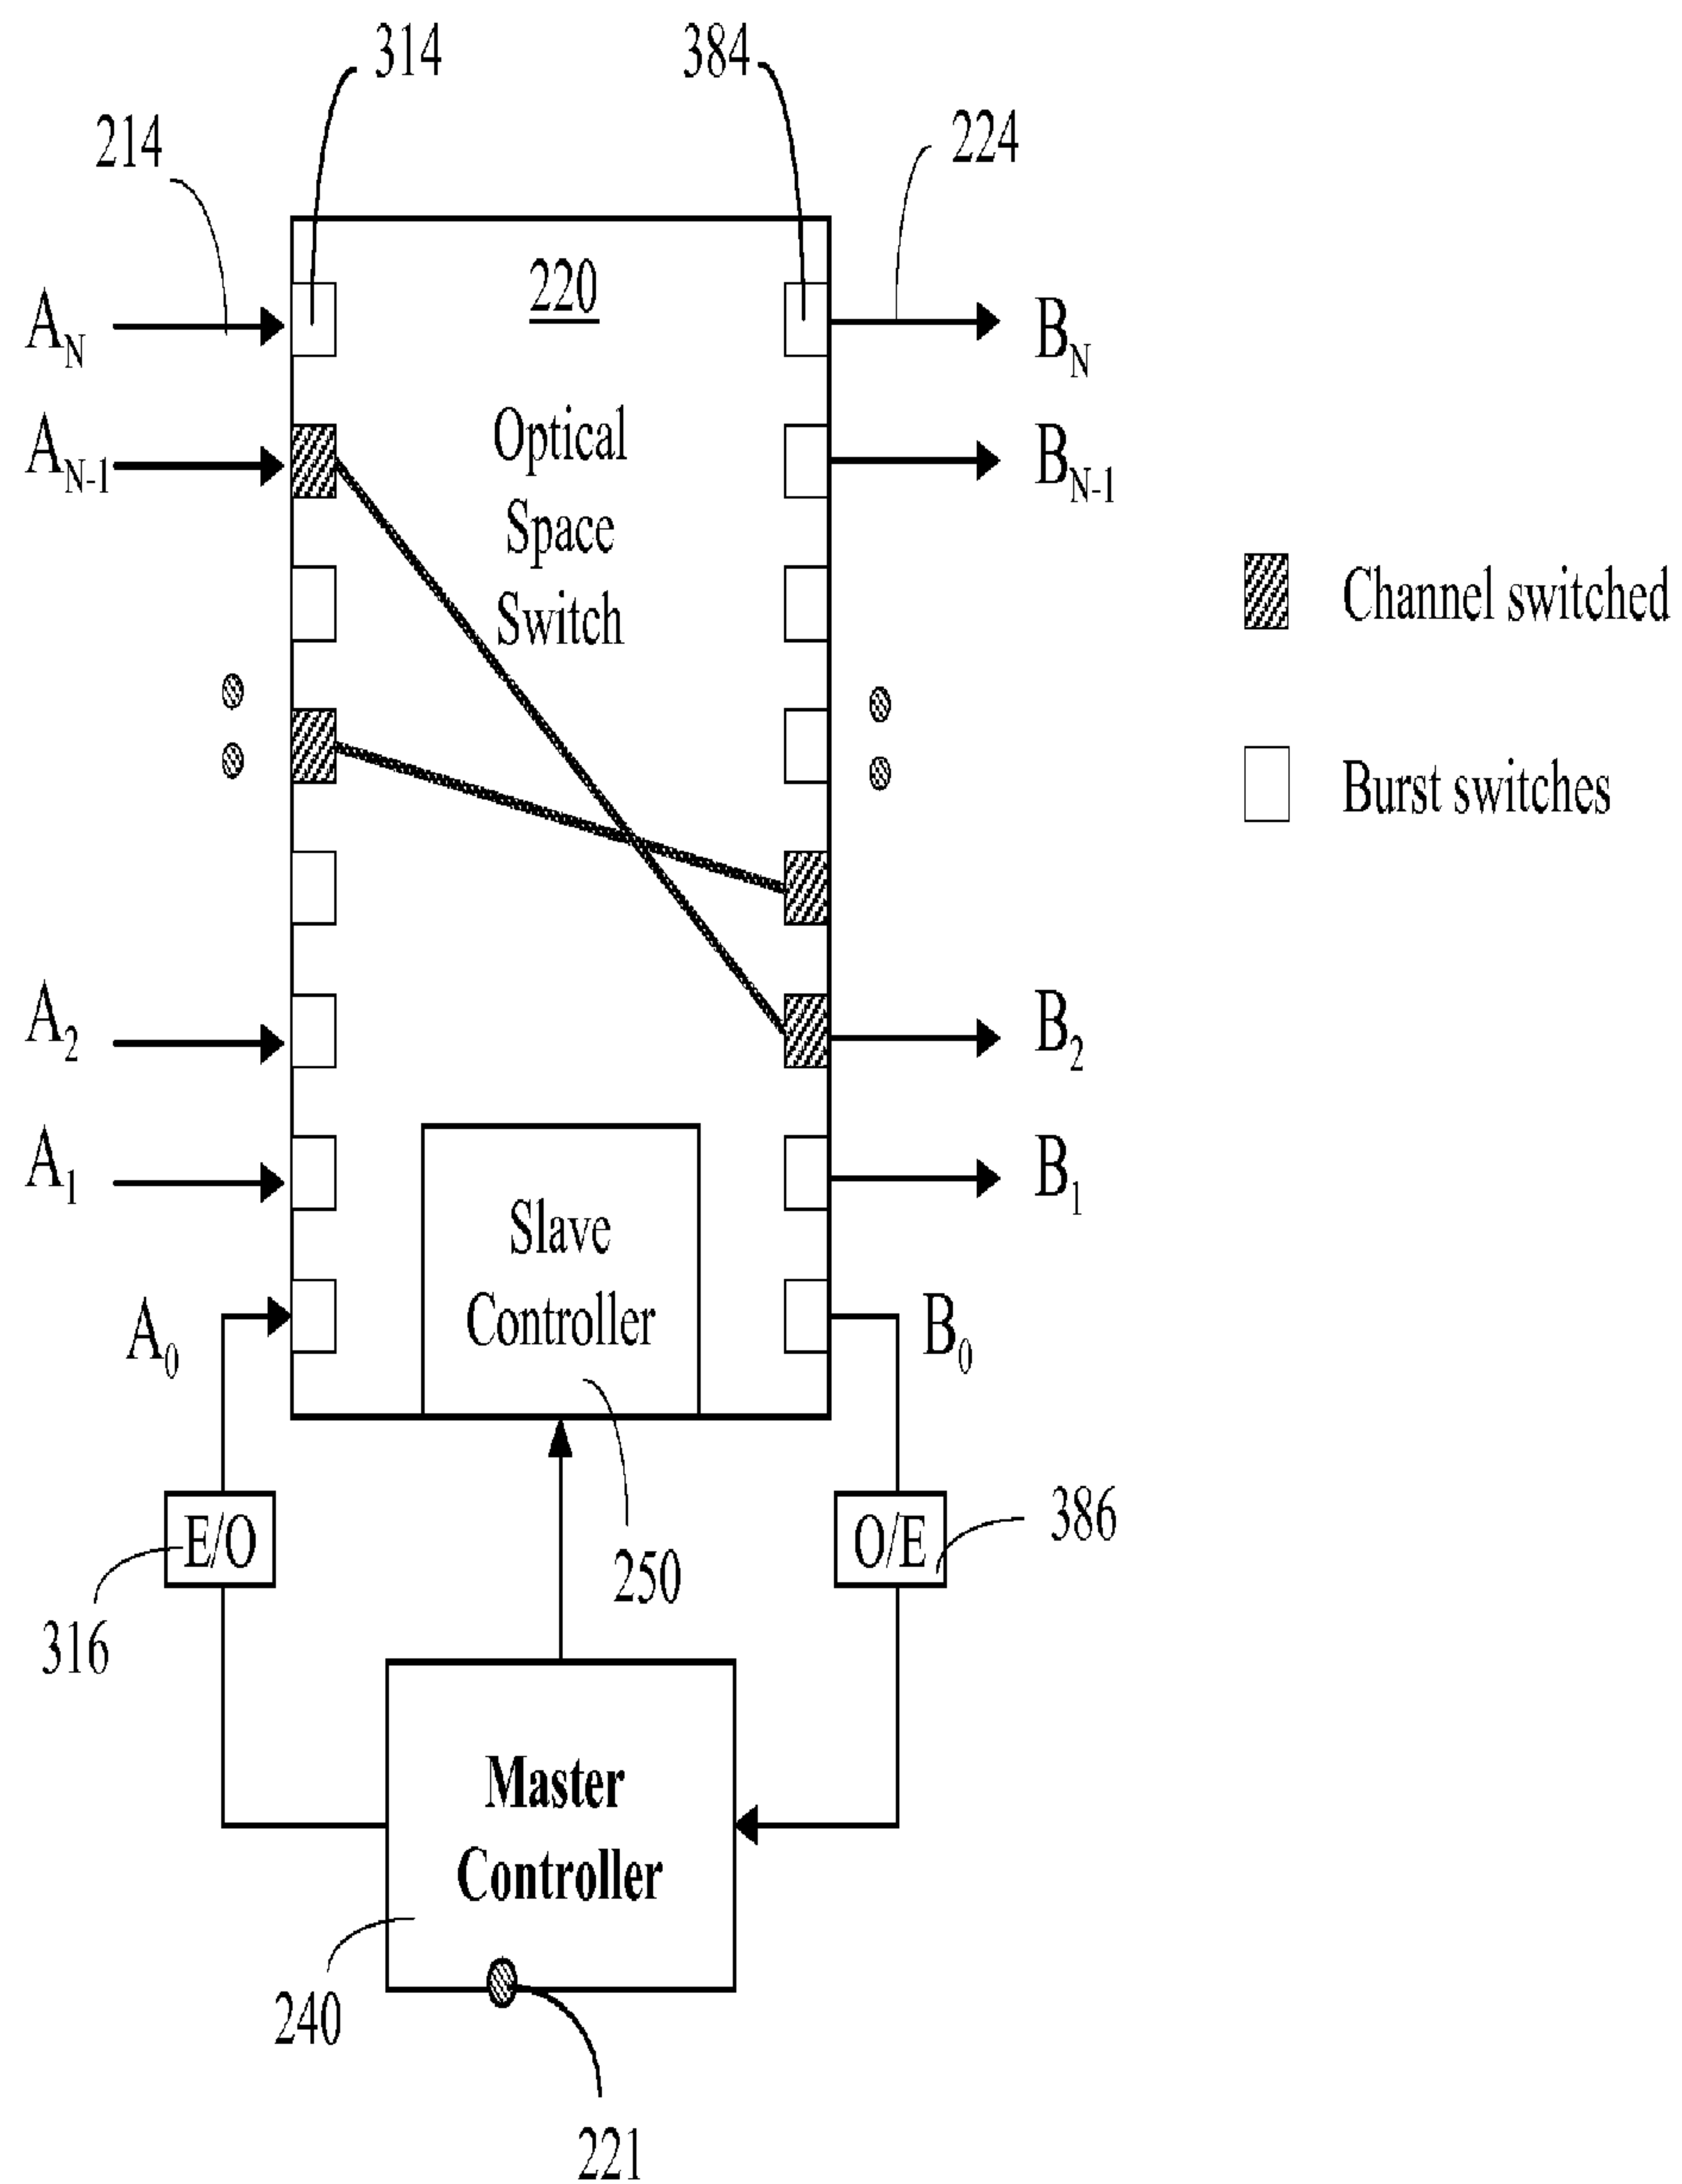 314
384
214
224
220
A_N
B_N
A_N-1
Optical
Space
Switch
B_N-1
Channel switched
Burst switches
A_2
B_2
A_1
B_1
Slave
Controller
A_0
B_0
E/O
O/E
386
316
250
Master
Controller
240
221